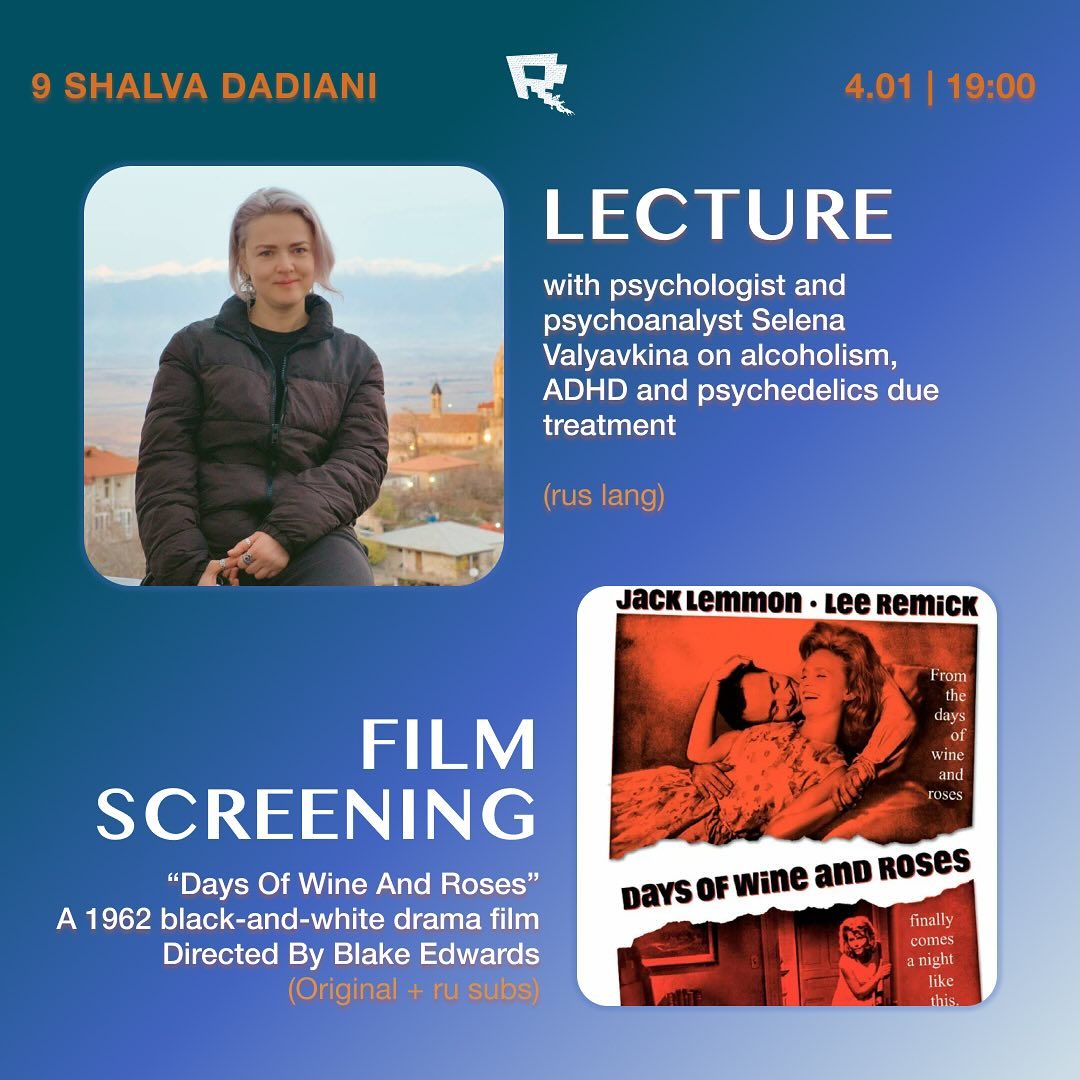 9 SHALVA DADIANI
4.01 | 19:00
LECTURE
with psychologist and
psychoanalyst Selena
Valyavkina on alcoholism,
ADHD and psychedelics due
treatment
(rus lang)
Jack Lemmon · Lee Remick
From
the
days
of
wine
and
roses
Days of Wine and Roses
finally
comes
a night
like
this.
FILM
SCREENING
“Days Of Wine And Roses”
A 1962 black-and-white drama film
Directed By Blake Edwards
(Original + ru subs)